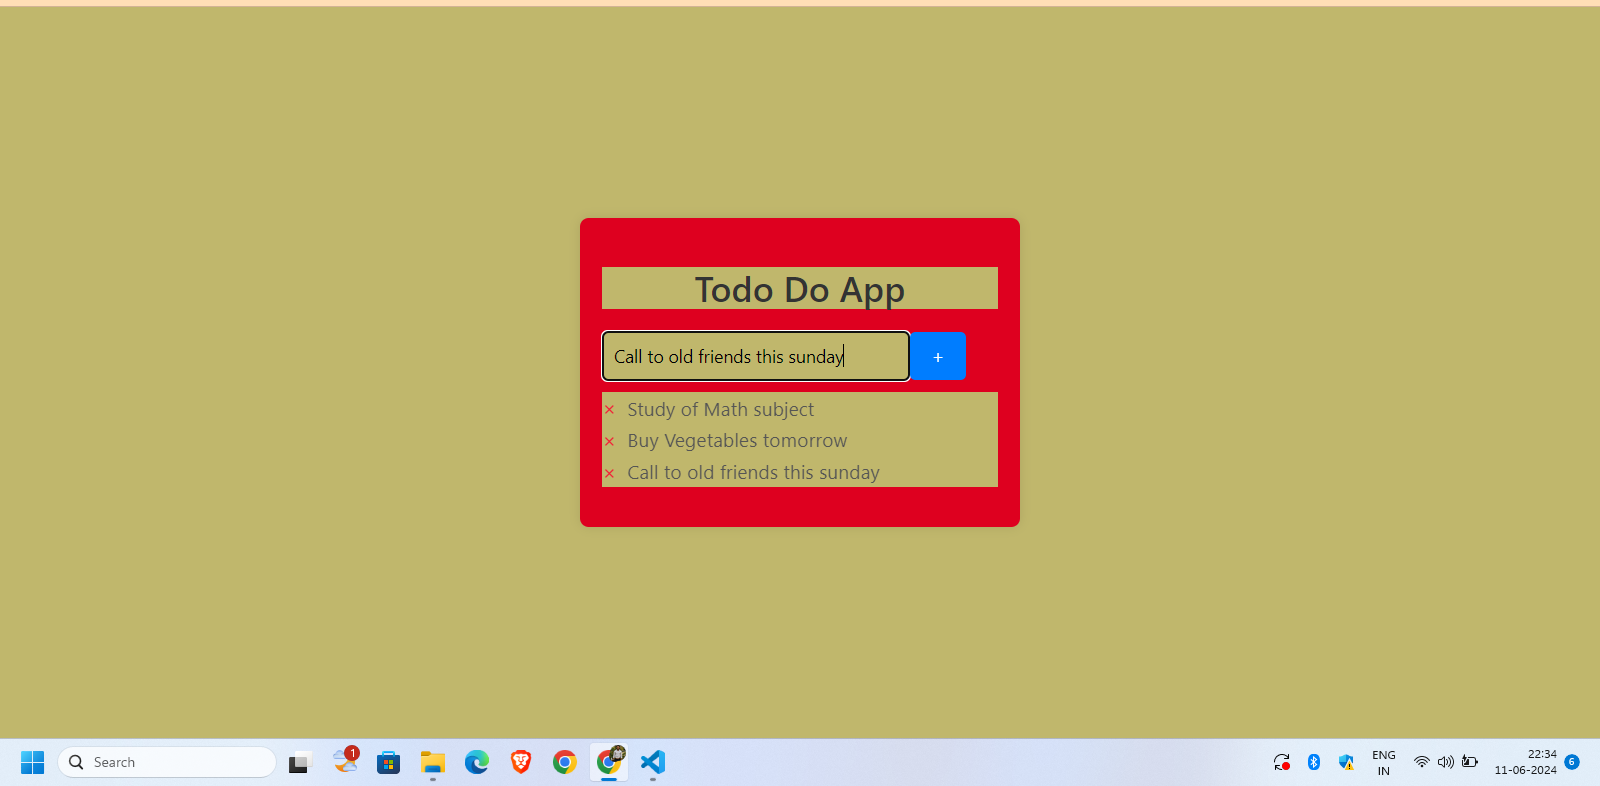 Todo Do App
Call to old friends this sunday
+
× Study of Math subject
× Buy Vegetables tomorrow
× Call to old friends this sunday
Search
1
ENG
IN
22:34
11-06-2024
6